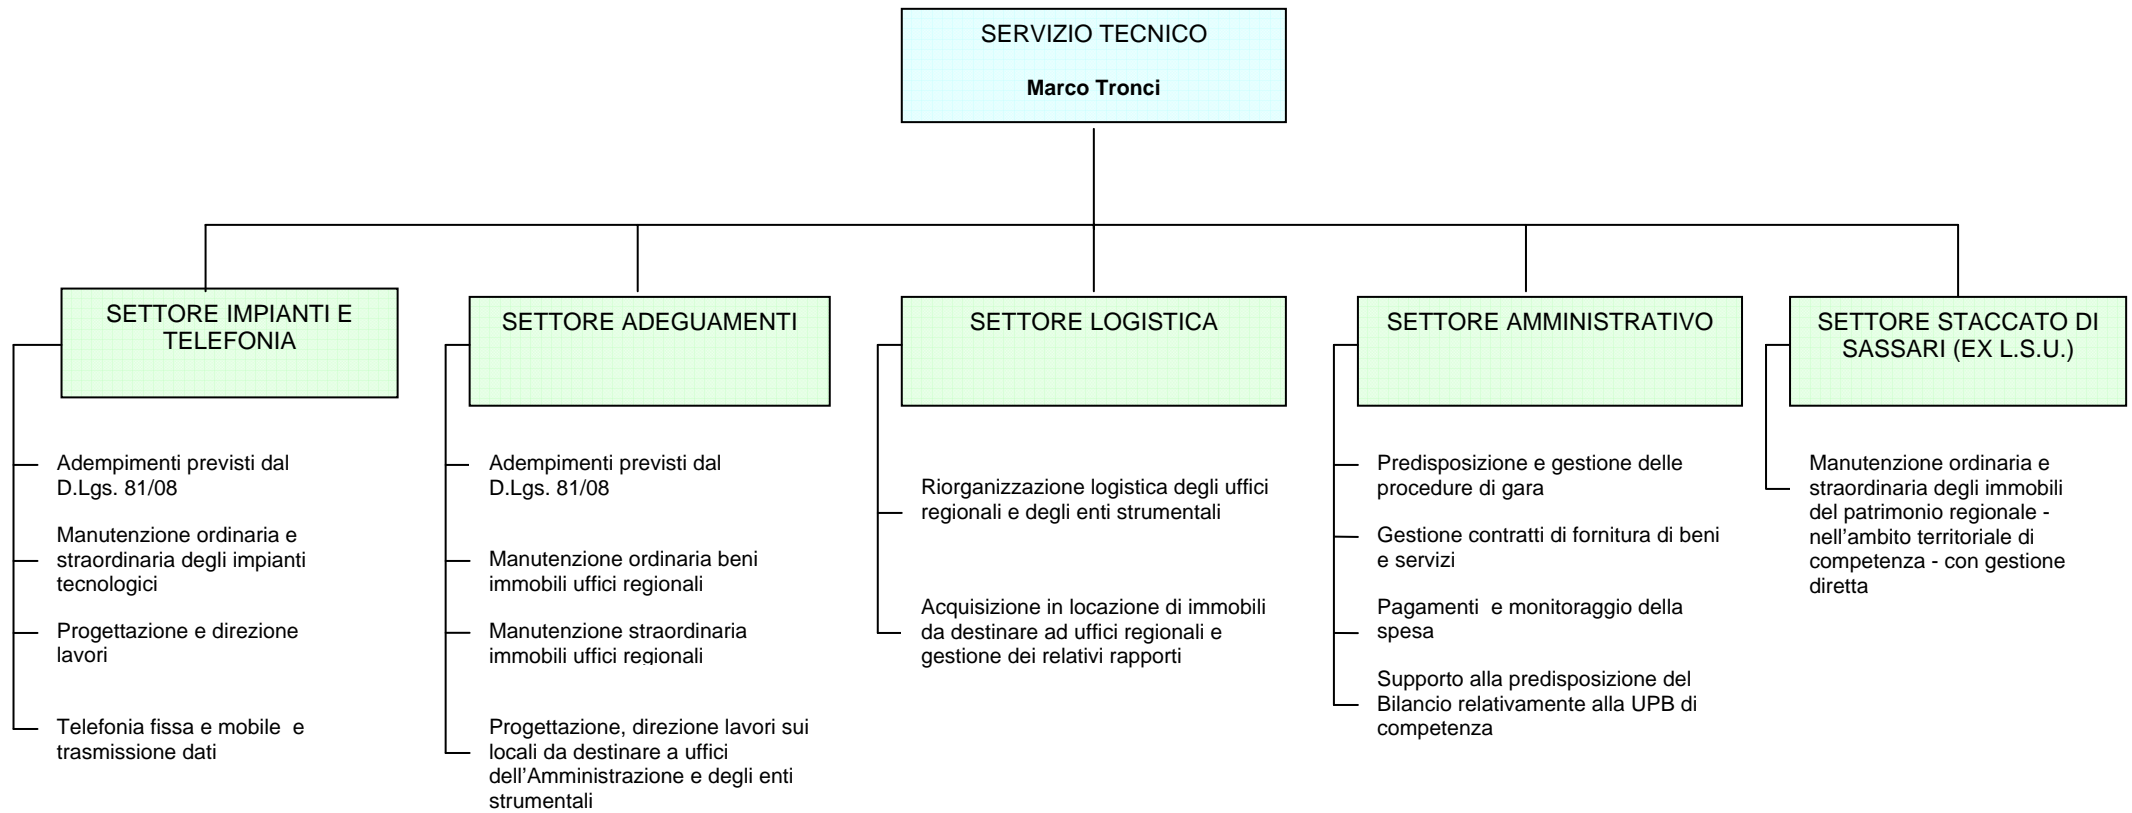 SERVIZIO TECNICO
Marco Tronci
SETTORE IMPIANTI E
TELEFONIA
Adempimenti previsti dal
D.Lgs. 81/08
Manutenzione ordinaria e
straordinaria degli impianti
tecnologici
Progettazione e direzione
lavori
Telefonia fissa e mobile  e
trasmissione dati
SETTORE ADEGUAMENTI
Adempimenti previsti dal
D.Lgs. 81/08
Manutenzione ordinaria beni
immobili uffici regionali
Manutenzione straordinaria
immobili uffici regionali
Progettazione, direzione lavori sui
locali da destinare a uffici
dell’Amministrazione e degli enti
strumentali
SETTORE LOGISTICA
Riorganizzazione logistica degli uffici
regionali e degli enti strumentali
Acquisizione in locazione di immobili
da destinare ad uffici regionali e
gestione dei relativi rapporti
SETTORE AMMINISTRATIVO
Predisposizione e gestione delle
procedure di gara
Gestione contratti di fornitura di beni
e servizi
Pagamenti  e monitoraggio della
spesa
Supporto alla predisposizione del
Bilancio relativamente alla UPB di
competenza
SETTORE STACCATO DI
SASSARI (EX L.S.U.)
Manutenzione ordinaria e
straordinaria degli immobili
del patrimonio regionale -
nell’ambito territoriale di
competenza - con gestione
diretta